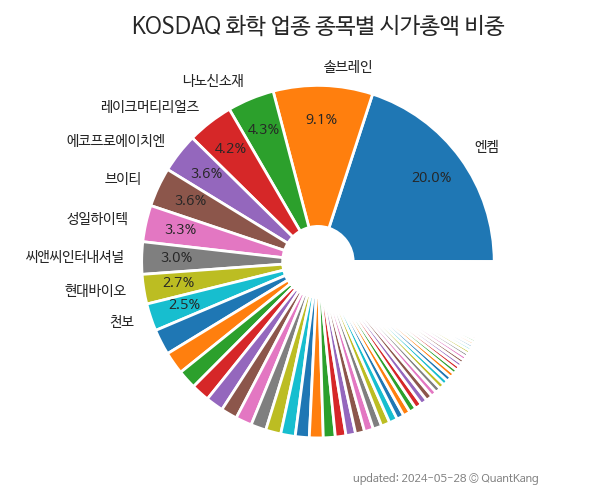 KOSDAQ 화학 업종 종목별 시가총액 비중
엔켐
20.0%
솔브레인
9.1%
나노신소재
4.3%
레이크머티리얼즈
4.2%
에코프로에이치엔
3.6%
브이티
3.6%
성일하이텍
3.3%
씨앤씨인터내셔널
3.0%
현대바이오
2.7%
천보
2.5%
updated: 2024-05-28 © QuantKang